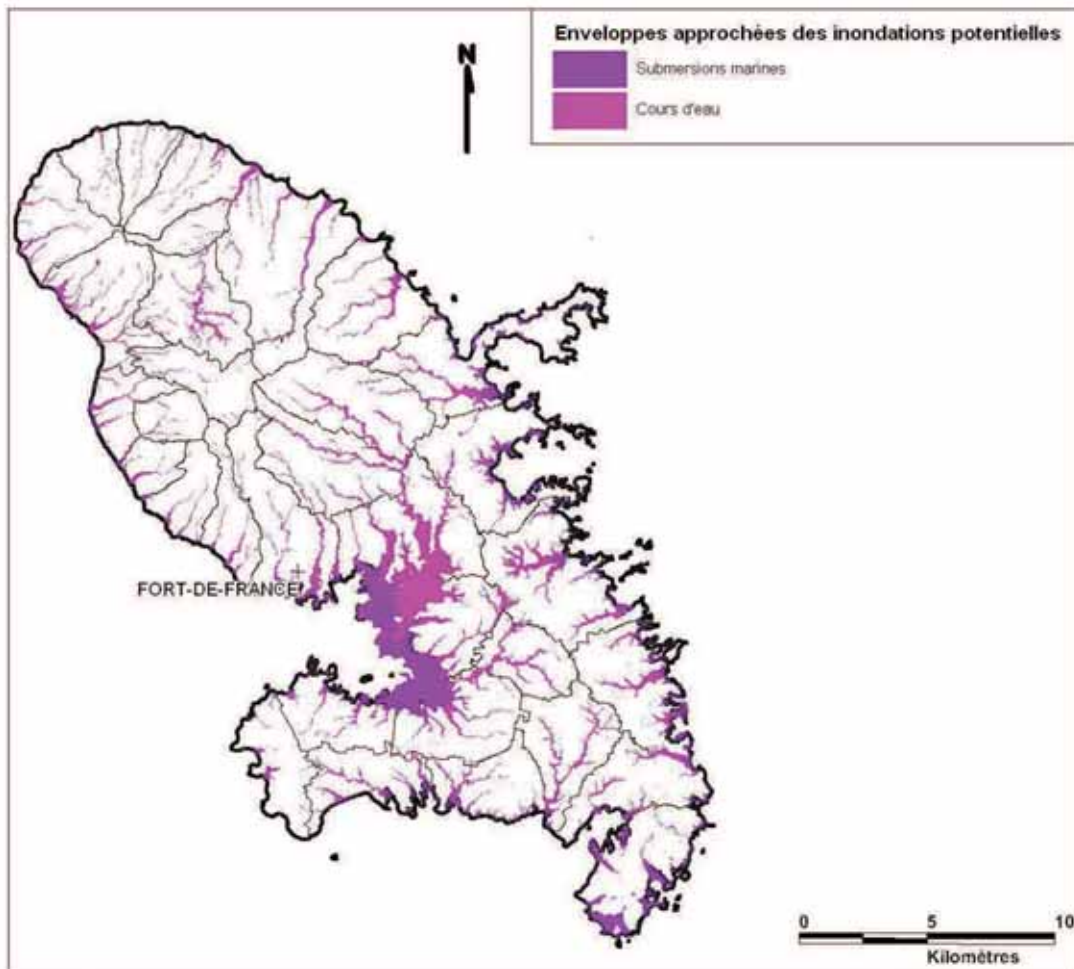 Enveloppes approchées des inondations potentielles
Submersions marines
Cours d'eau
N
FORT-DE-FRANCE
0 5 10
Kilomètres